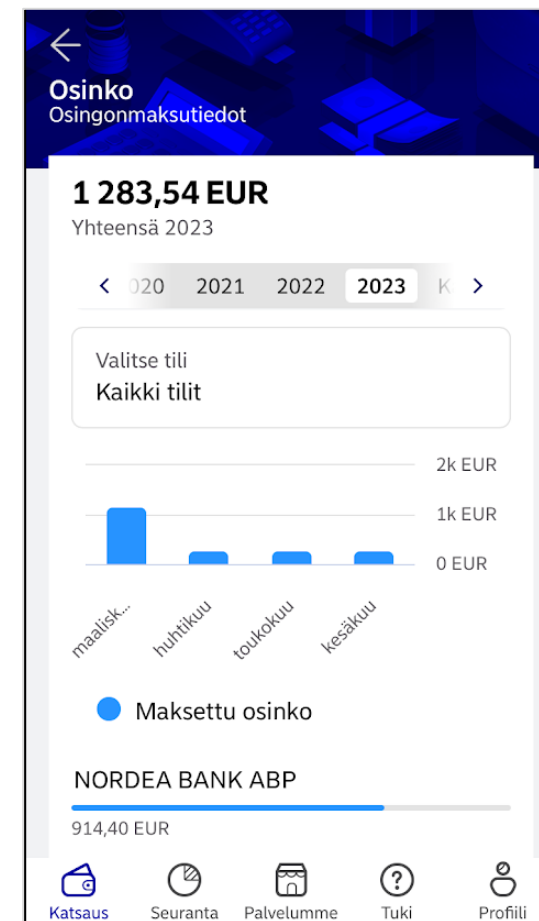 Osinko
Osingonmaksutiedot
1 283,54 EUR
Yhteensä 2023
2021 2022 2023
Valitse tili
Kaikki tilit
2k EUR
1k EUR
0 EUR
maalisk... huhtikuu toukokuu kesäkuu
Maksettu osinko
NORDEA BANK ABP
914,40 EUR
Katsaus Seuranta Palvelumme Tuki Profiili